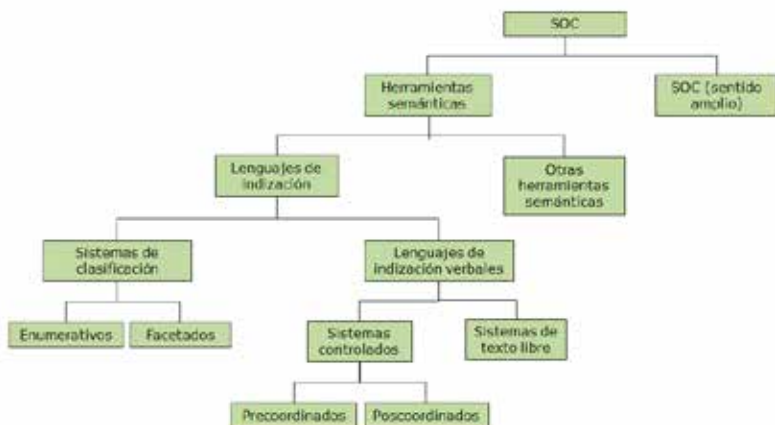 SOC
Herramientas
semánticas
SOC (sentido
amplio)
Lenguajes de
indización
Otras
herramientas
semánticas
Sistemas de
clasificación
Lenguajes de
indización verbales
Enumerativos
Facetados
Sistemas
controlados
Sistemas de
texto libre
Precoordinados
Poscoordinados